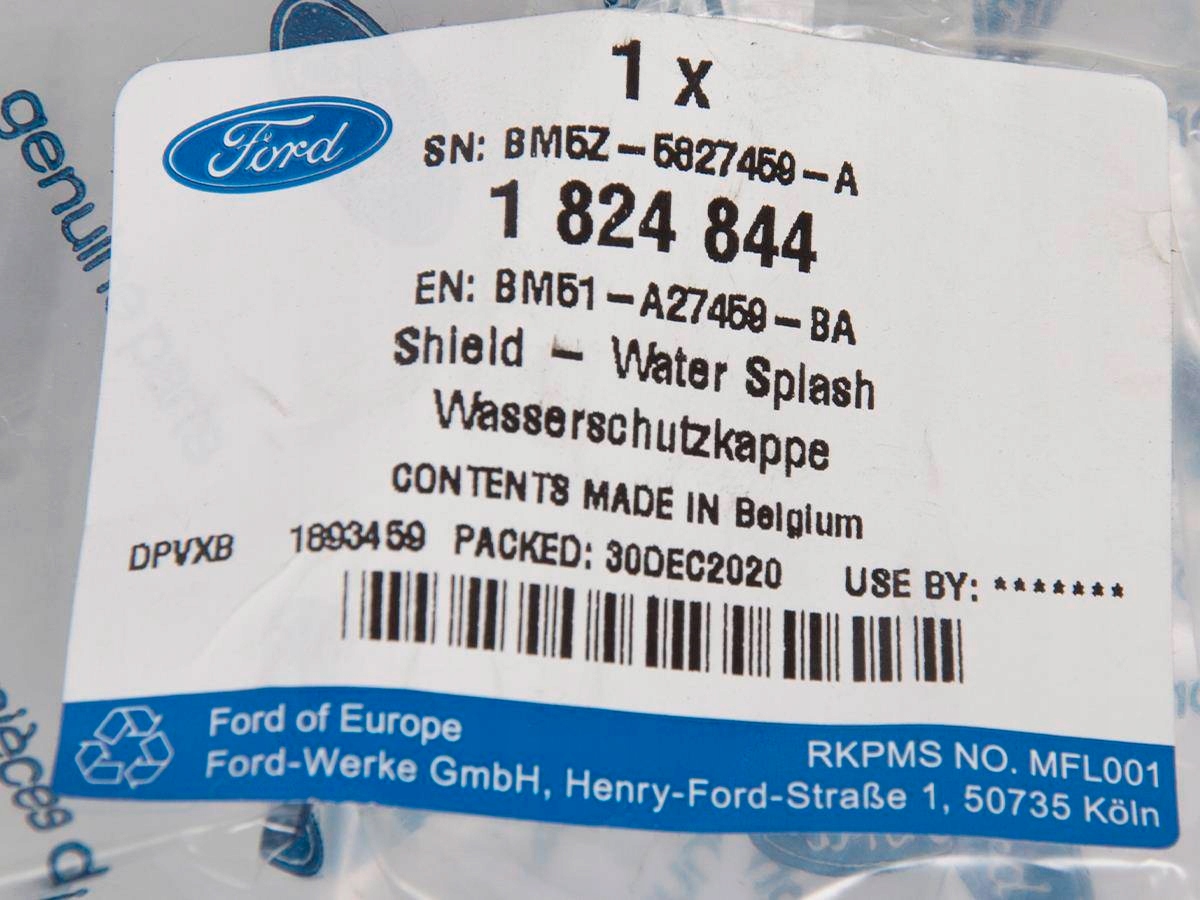 genuin
1 x
Ford
SN: BM5Z-5827459-A
1 824 844
EN: BM51-A27459-BA
Shield - Water Splash
Wasserschutzkappe
CONTENTS MADE IN Belgium
DPVXB 1893459 PACKED: 30DEC2020 USE BY: *******
Ford of Europe
RKPMS NO. MFL001
Ford-Werke GmbH, Henry-Ford-Straße 1, 50735 Köln
pièces d